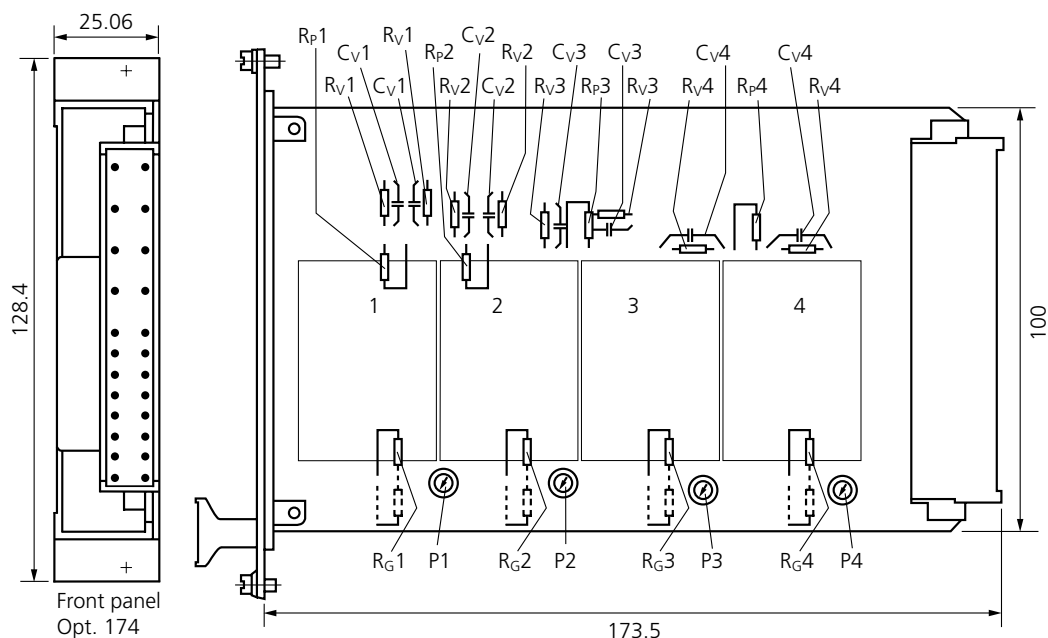 25.06
RP1
CV1
RV1
RP2
CV2
RV2
CV3
CV3
CV4
CV4
RV1
CV1
RV2
CV2
RV3
RP3
RV3
RV4
RP4
RV4
128.4
100
1
2
3
4
RG1
P1
RG2
P2
RG3
P3
RG4
P4
Front panel
Opt. 174
173.5